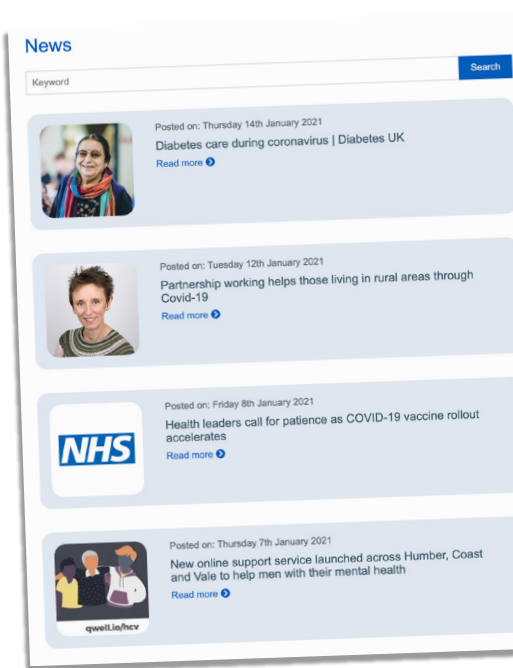 News
Keyword
Search
Posted on: Thursday 14th January 2021
Diabetes care during coronavirus | Diabetes UK
Read more
Posted on: Tuesday 12th January 2021
Partnership working helps those living in rural areas through
Covid-19
Read more
Posted on: Friday 8th January 2021
Health leaders call for patience as COVID-19 vaccine rollout
accelerates
Read more
NHS
Posted on: Thursday 7th January 2021
New online support service launched across Humber, Coast
and Vale to help men with their mental health
Read more
qwell.io/hcv